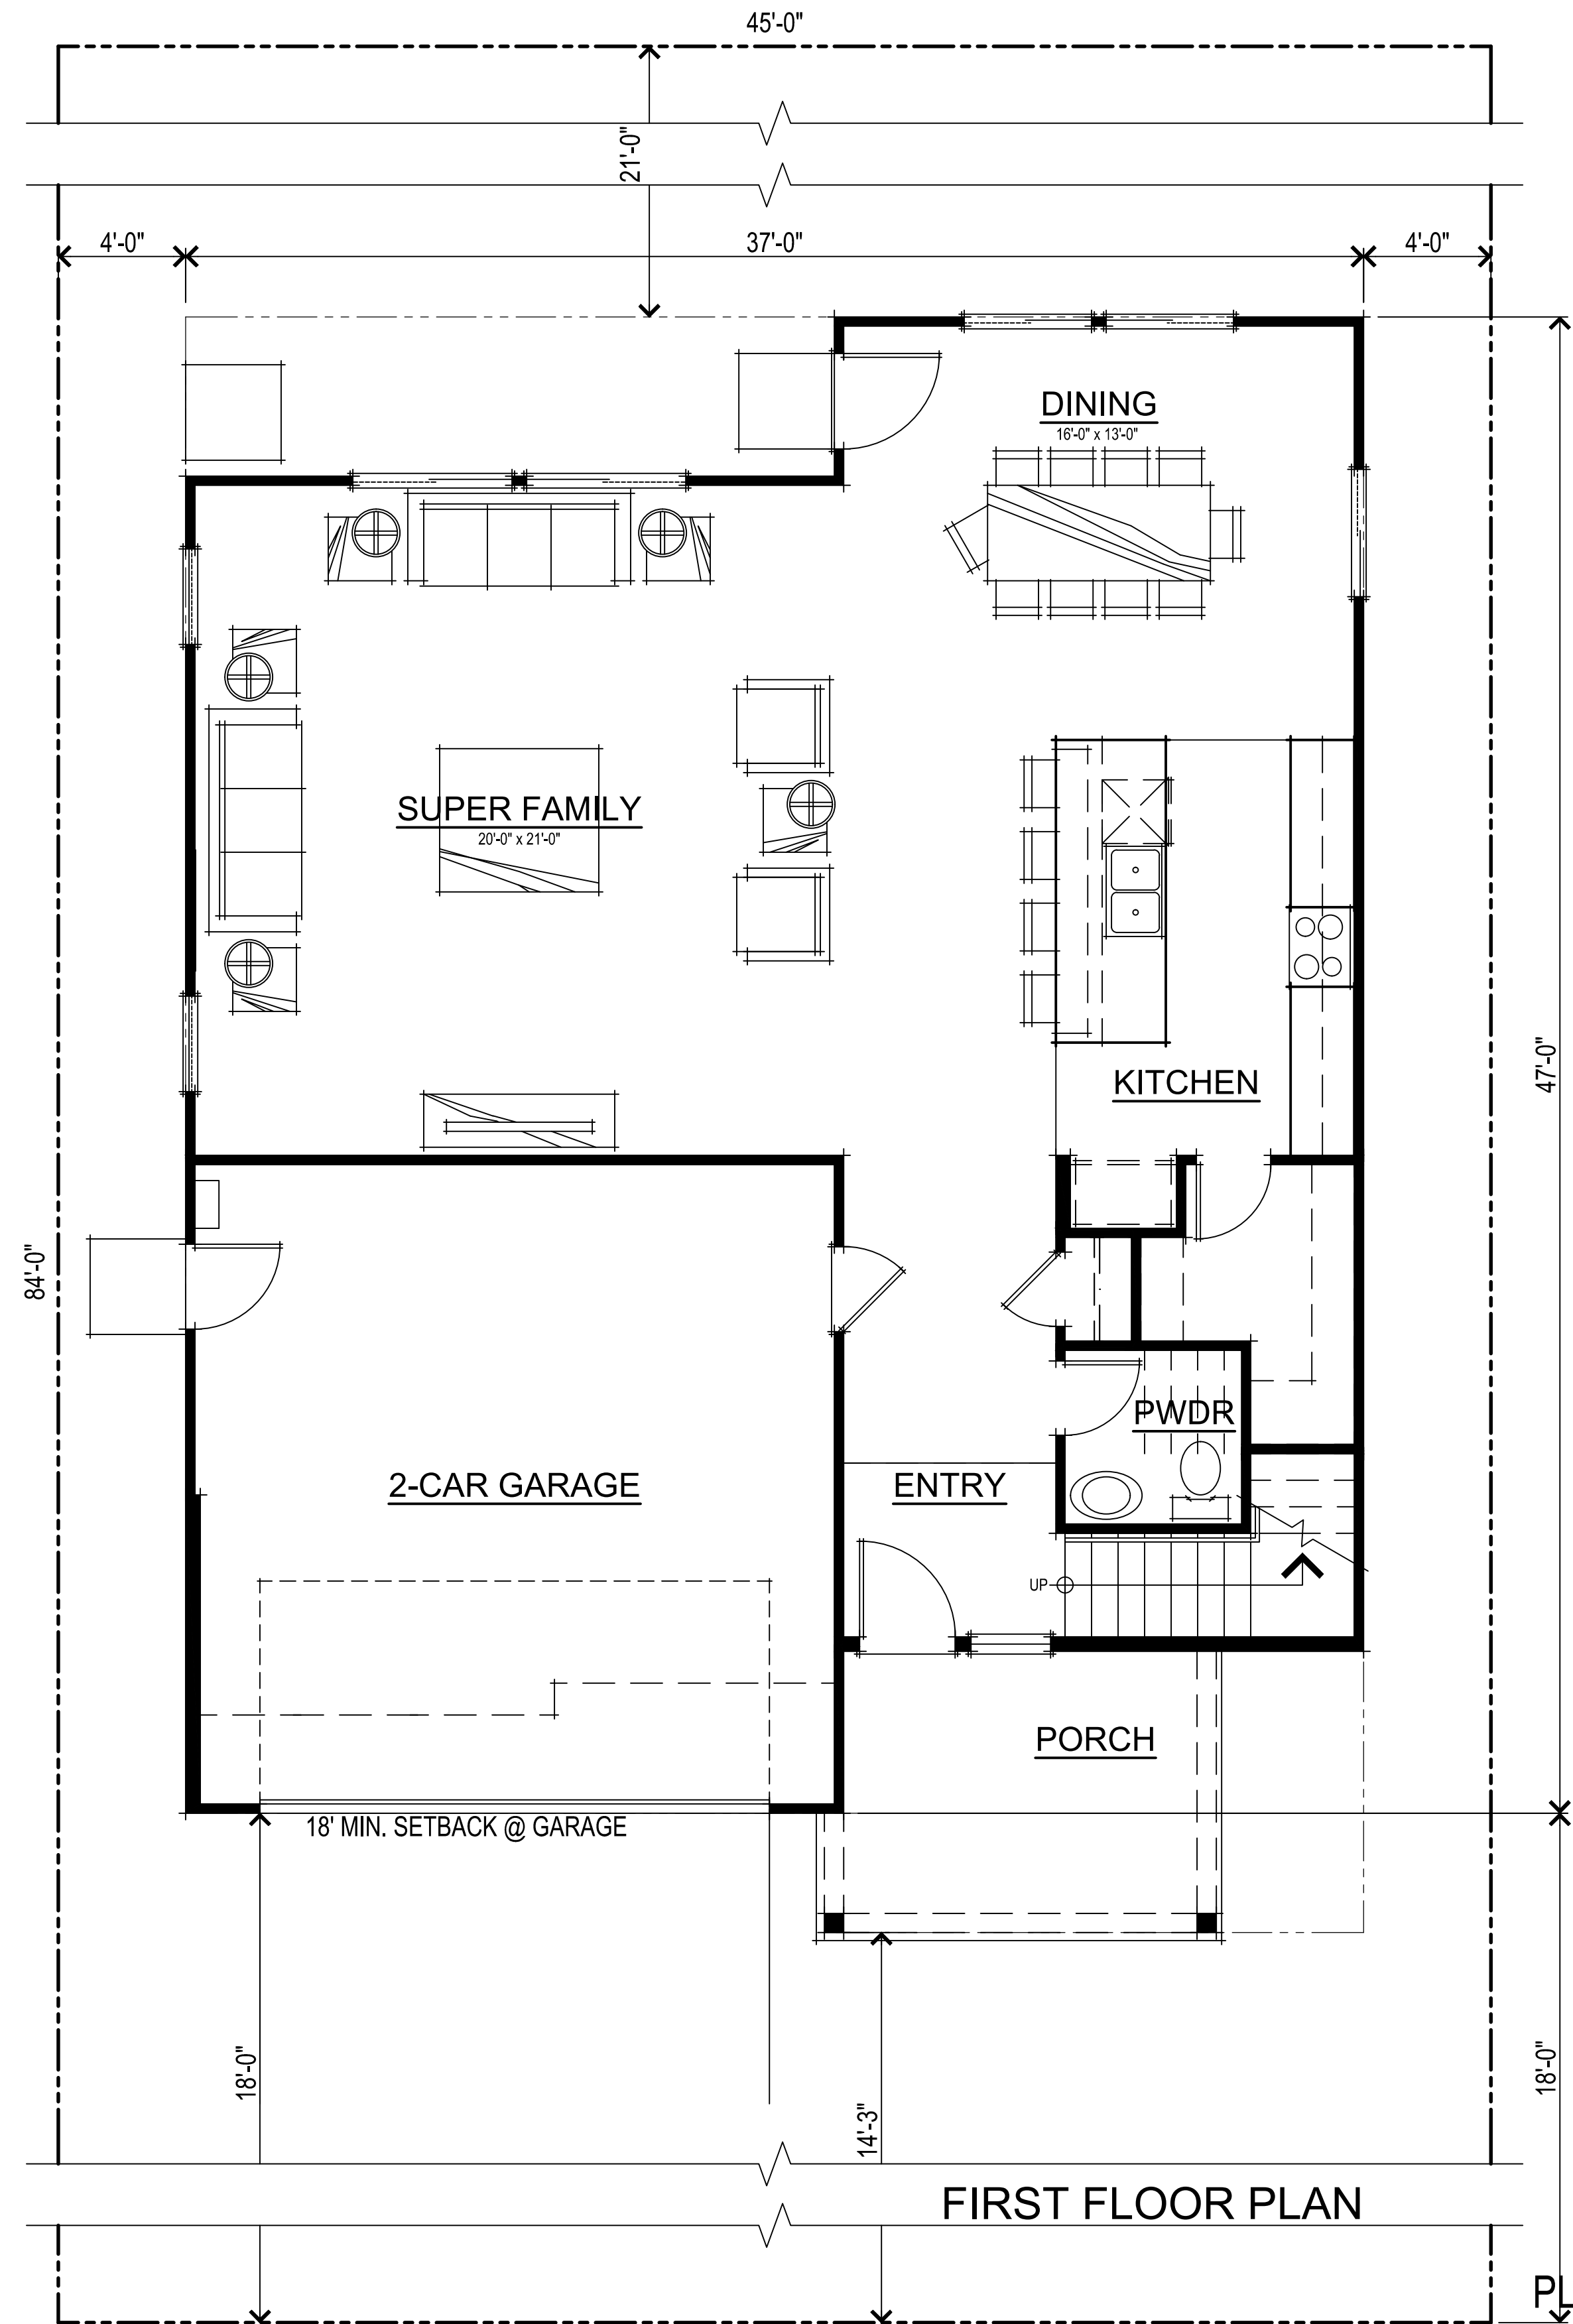 45'-0"
21'-0"
4'-0"
37'-0"
4'-0"
DINING
16'-0" x 13'-0"
SUPER FAMILY
20'-0" x 21'-0"
KITCHEN
47'-0"
84'-0"
PWDR
2-CAR GARAGE
ENTRY
UP
PORCH
18' MIN. SETBACK @ GARAGE
18'-0"
14'-3"
18'-0"
FIRST FLOOR PLAN
PL